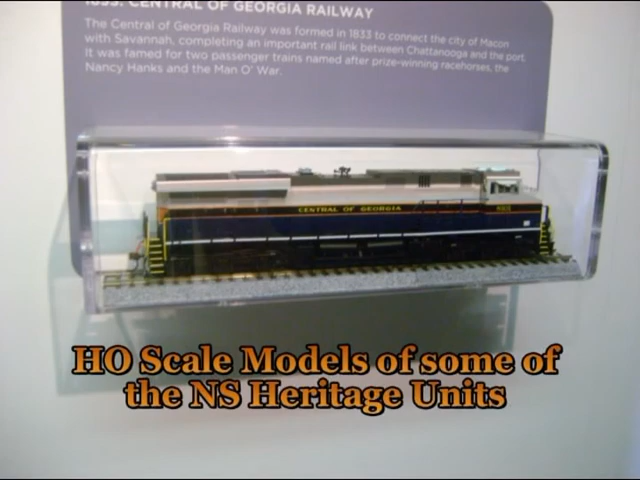 1833: CENTRAL OF GEORGIA RAILWAY
The Central of Georgia Railway was formed in 1833 to connect the city of Macon
with Savannah, completing an important rail link between Chattanooga and the port.
It was famed for two passenger trains named after prize-winning racehorses, the
Nancy Hanks and the Man O' War.
CENTRAL OF GEORGIA
HO Scale Models of some of
the NS Heritage Units